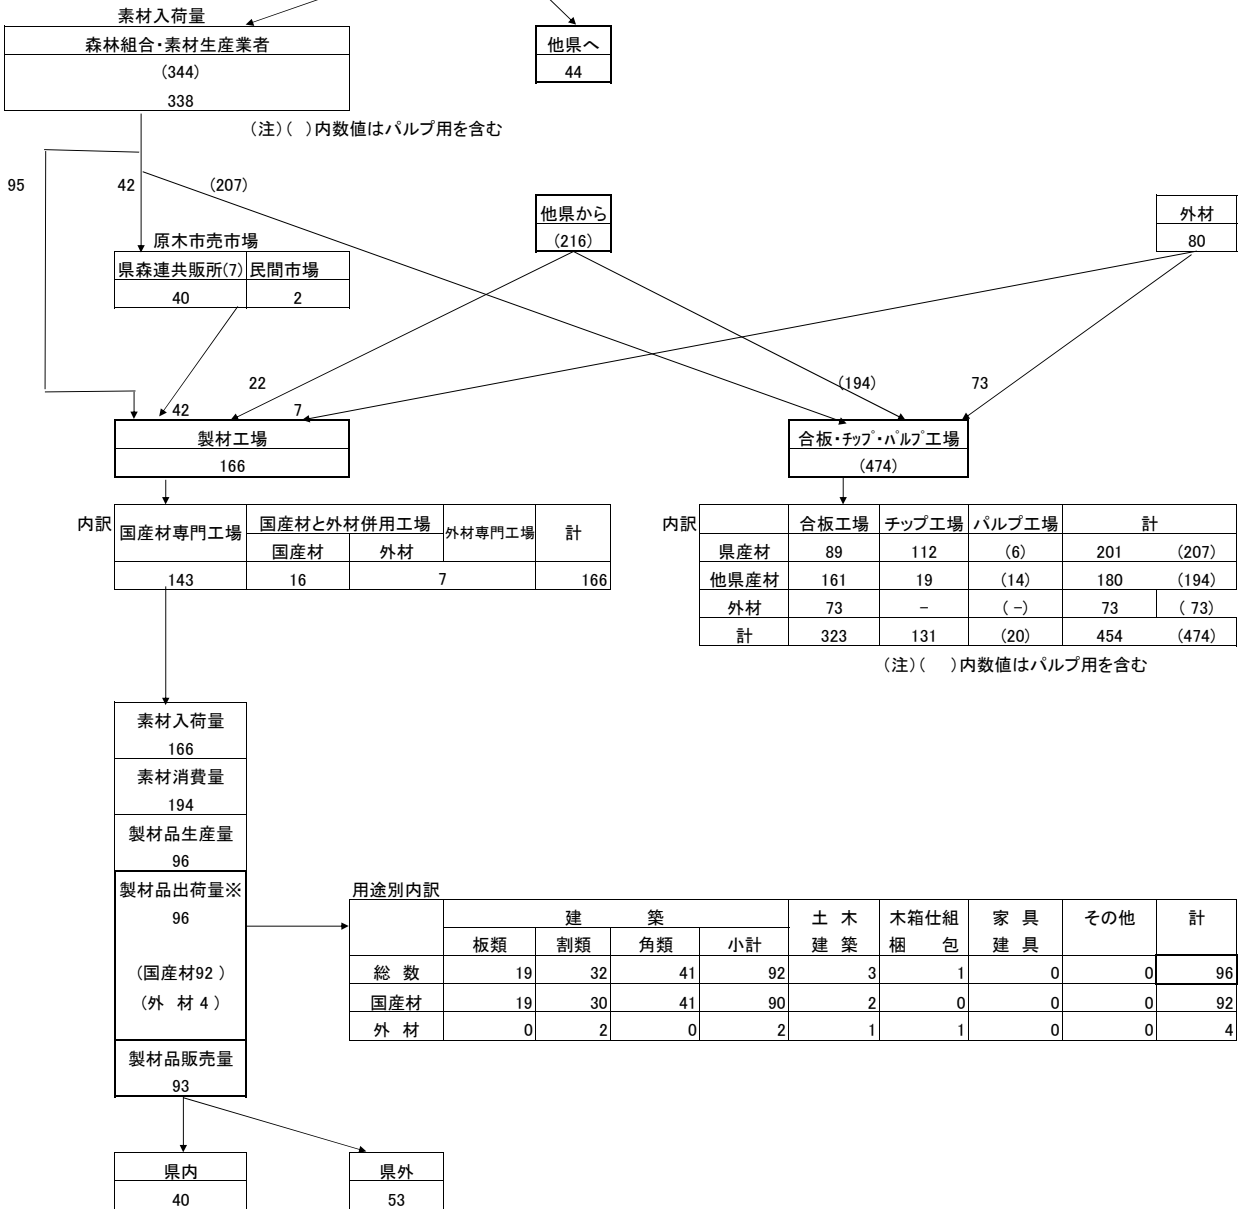 素材入荷量
森林組合・素材生産業者
(344)
338
他県へ
44
(注)( )内数値はパルプ用を含む
95
42
(207)
他県から
(216)
外材
80
原木市売市場
県森連共販所(7) 民間市場
40 2
22
42
7
(194)
73
製材工場
166
合板・チップ・パルプ工場
(474)
内訳
国産材専門工場 国産材と外材併用工場 外材専門工場 計
国産材 外材
143 16 7 166
内訳
合板工場 チップ工場 パルプ工場 計
県産材 89 112 (6) 201 (207)
他県産材 161 19 (14) 180 (194)
外材 73 - ( -) 73 ( 73)
計 323 131 (20) 454 (474)
(注)( )内数値はパルプ用を含む
素材入荷量
166
素材消費量
194
製材品生産量
96
製材品出荷量※
96
(国産材92 )
(外 材 4 )
製材品販売量
93
用途別内訳
建 築 土 木 木箱仕組 家 具 その他 計
板類 割類 角類 小計 建 築 梱 包 建 具
総 数 19 32 41 92 3 1 0 0 96
国産材 19 30 41 90 2 0 0 0 92
外 材 0 2 0 2 1 1 0 0 4
県内
40
県外
53